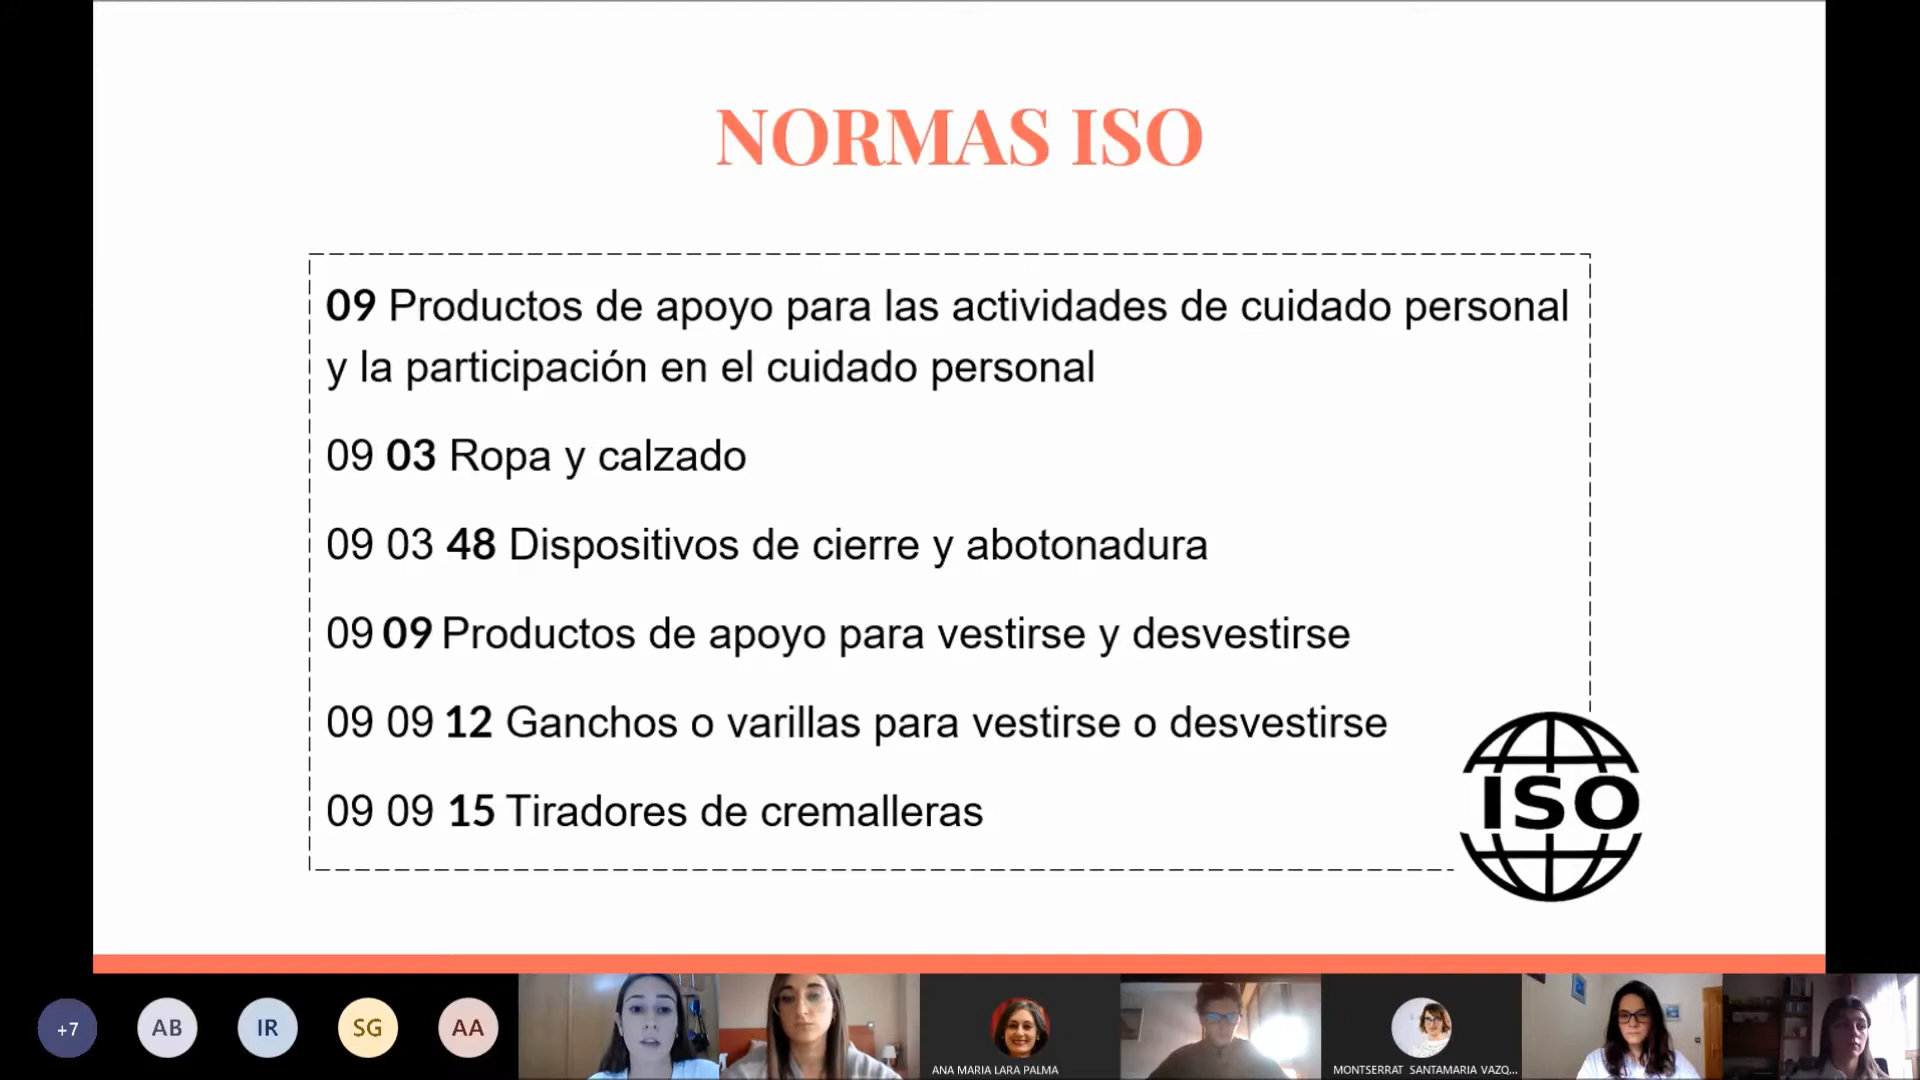 NORMAS ISO
09 Productos de apoyo para las actividades de cuidado personal
y la participación en el cuidado personal
09 03 Ropa y calzado
09 03 48 Dispositivos de cierre y abotonadura
09 09 Productos de apoyo para vestirse y desvestirse
09 09 12 Ganchos o varillas para vestirse o desvestirse
09 09 15 Tiradores de cremalleras
ISO
+7
AB
IR
SG
AA
ANA MARIA LARA PALMA
MONTSERRAT SANTAMARIA VAZQ...